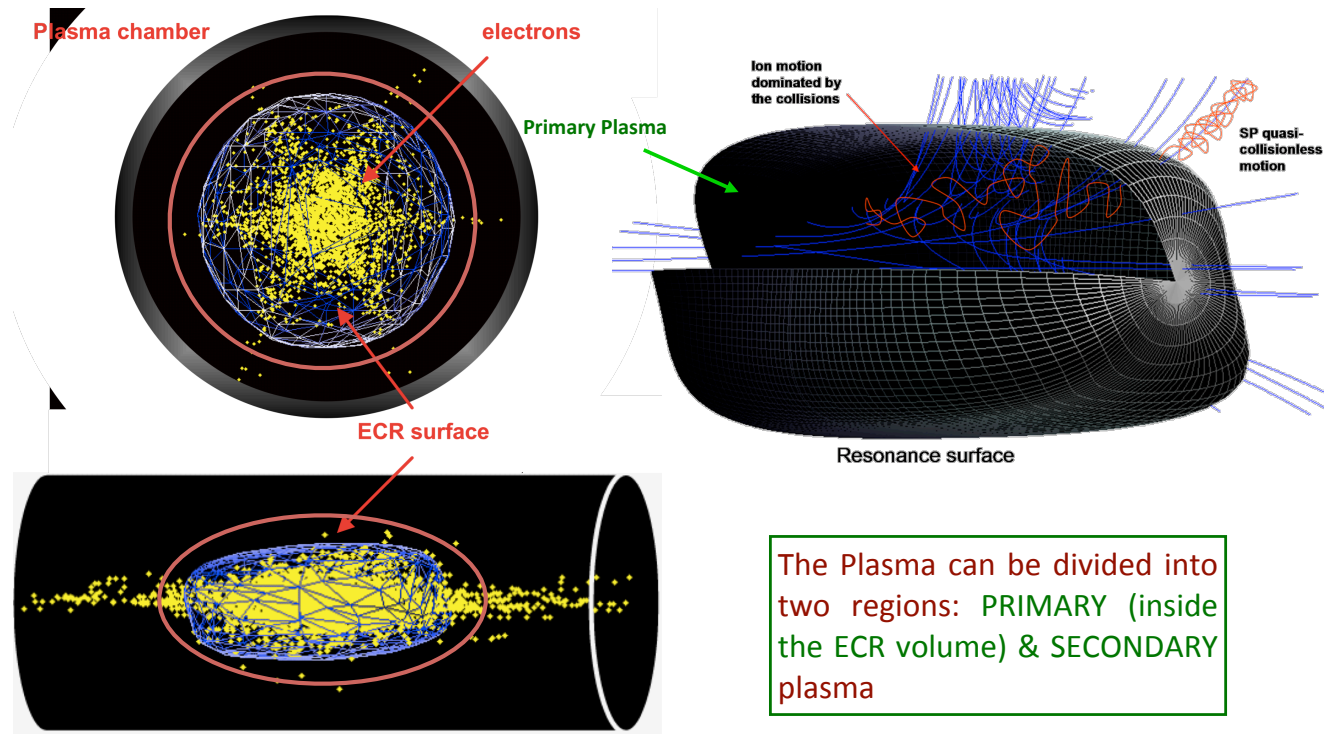 Plasma chamber
electrons
Ion motion
dominated by
the collisions
Primary Plasma
SP quasi-
collisionless
motion
ECR surface
Resonance surface
The Plasma can be divided into
two regions: PRIMARY (inside
the ECR volume) & SECONDARY
plasma